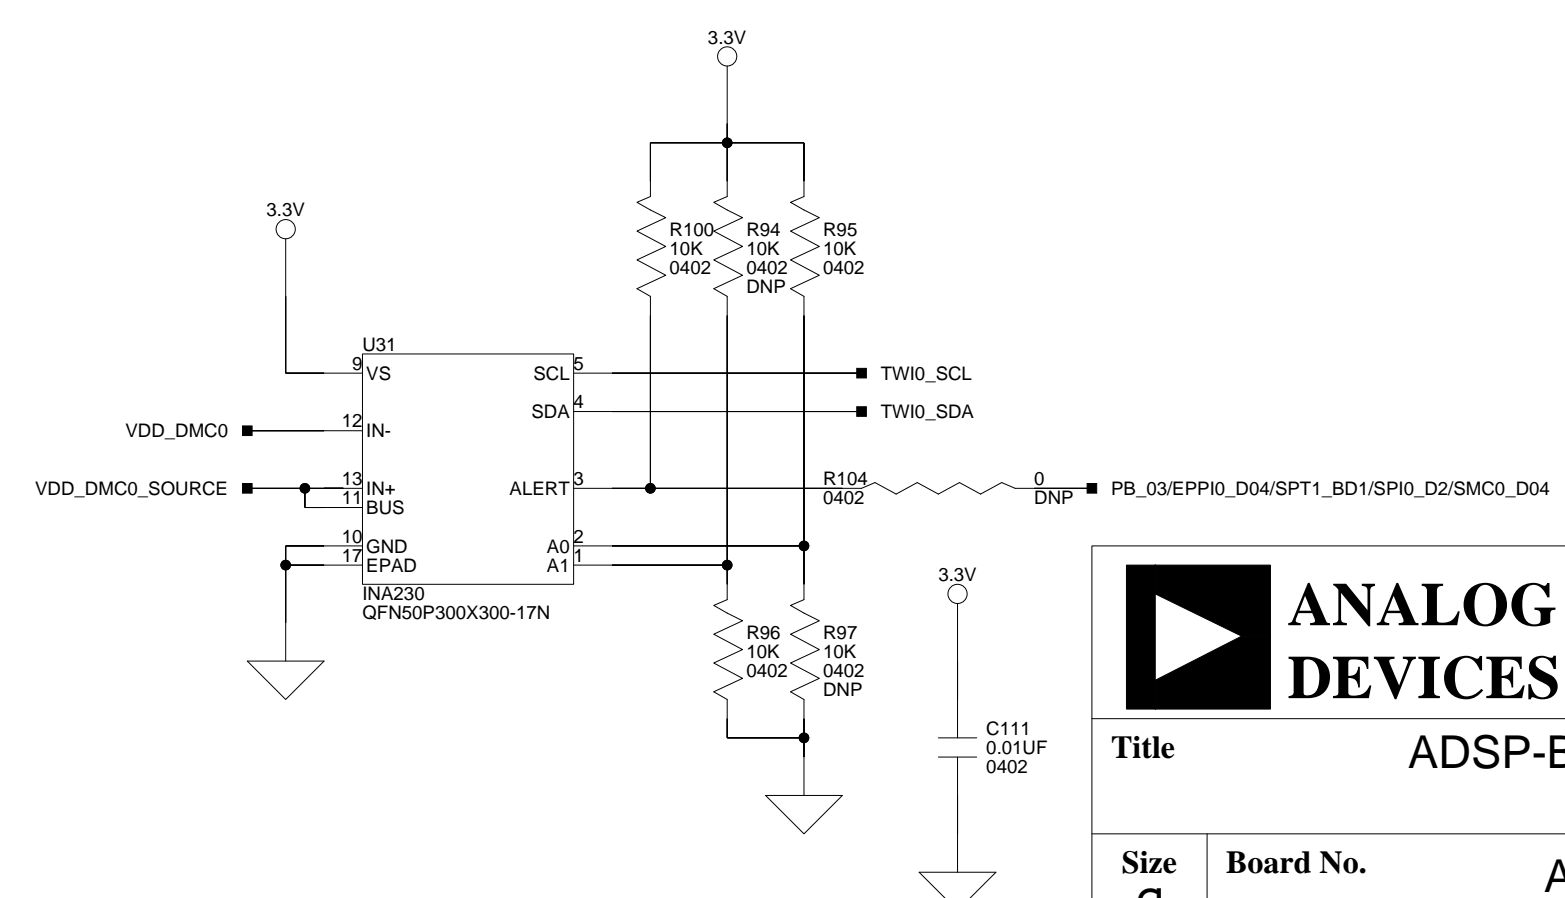 3.3V
3.3V
R100
10K
0402
R94
10K
0402
DNP
R95
10K
0402
U31
9
VS
12
IN-
13
IN+
11
BUS
10
GND
17
EPAD
SCL
5
SDA
4
ALERT
3
A0
2
A1
1
INA230
QFN50P300X300-17N
VDD_DMC0
VDD_DMC0_SOURCE
TWI0_SCL
TWI0_SDA
R104
0402
0
DNP
PB_03/EPPI0_D04/SPT1_BD1/SPI0_D2/SMC0_D04
R96
10K
0402
R97
10K
0402
DNP
3.3V
C111
0.01UF
0402
ANALOG
DEVICES
Title
ADSP-B
Size
Board No.
A